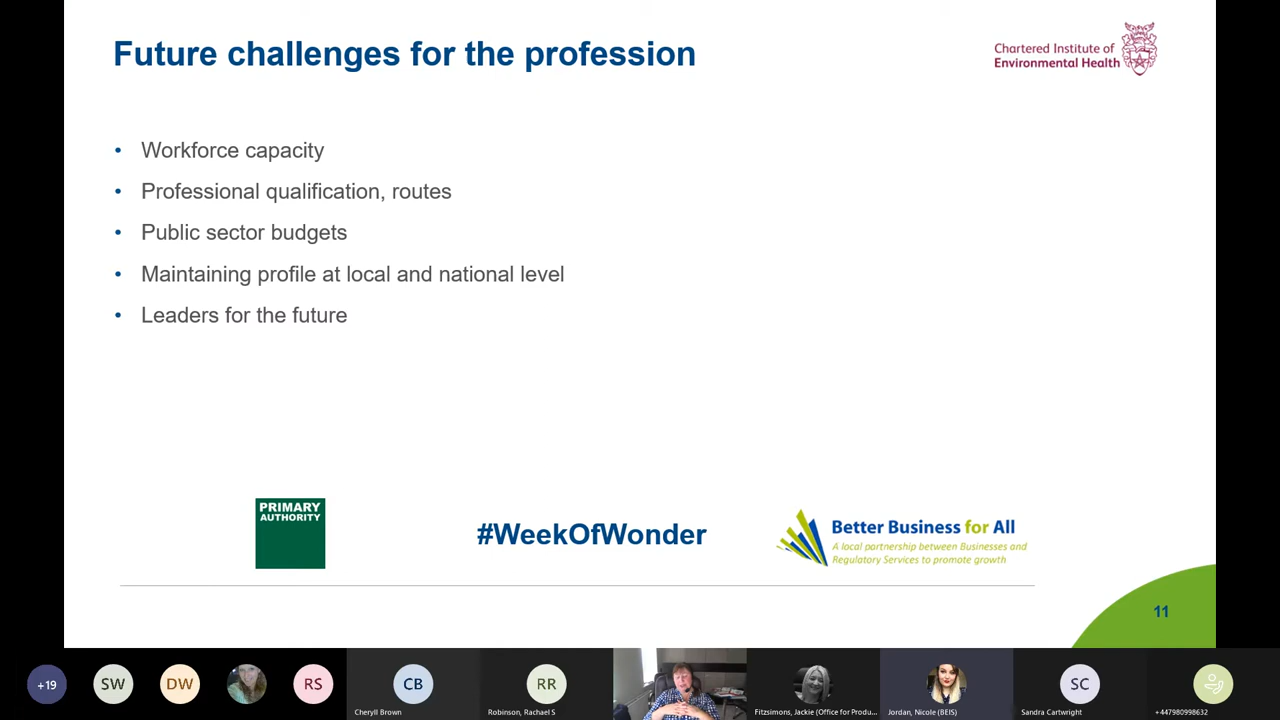 Future challenges for the profession
Chartered Institute of
Environmental Health
• Workforce capacity
• Professional qualification, routes
• Public sector budgets
• Maintaining profile at local and national level
• Leaders for the future
PRIMARY
AUTHORITY
#WeekOfWonder
Better Business for All
A local partnership between Businesses and
Regulatory Services to promote growth
11
+19
SW
DW
RS
CB
Cheryll Brown
RR
Robinson, Rachael S
Fitzsimons, Jackie (Office for Produ...
Jordan, Nicole (BEIS)
SC
Sandra Cartwright
+447980998632